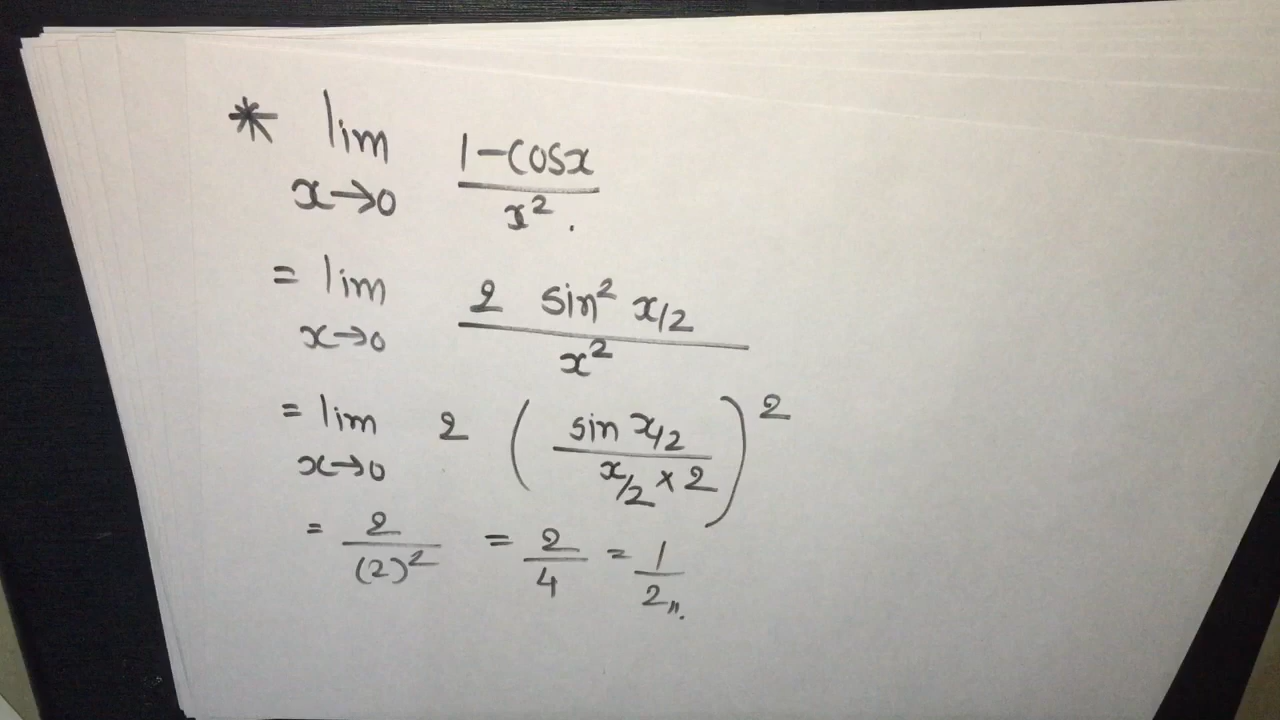 * lim x→0 (1-cosx)/x².
= lim x→0 (2 sin² x/2)/x²
= lim x→0 2 ((sin x/2)/(x/2 × 2))²
= 2/(2)² = 2/4 = 1/2 〃.